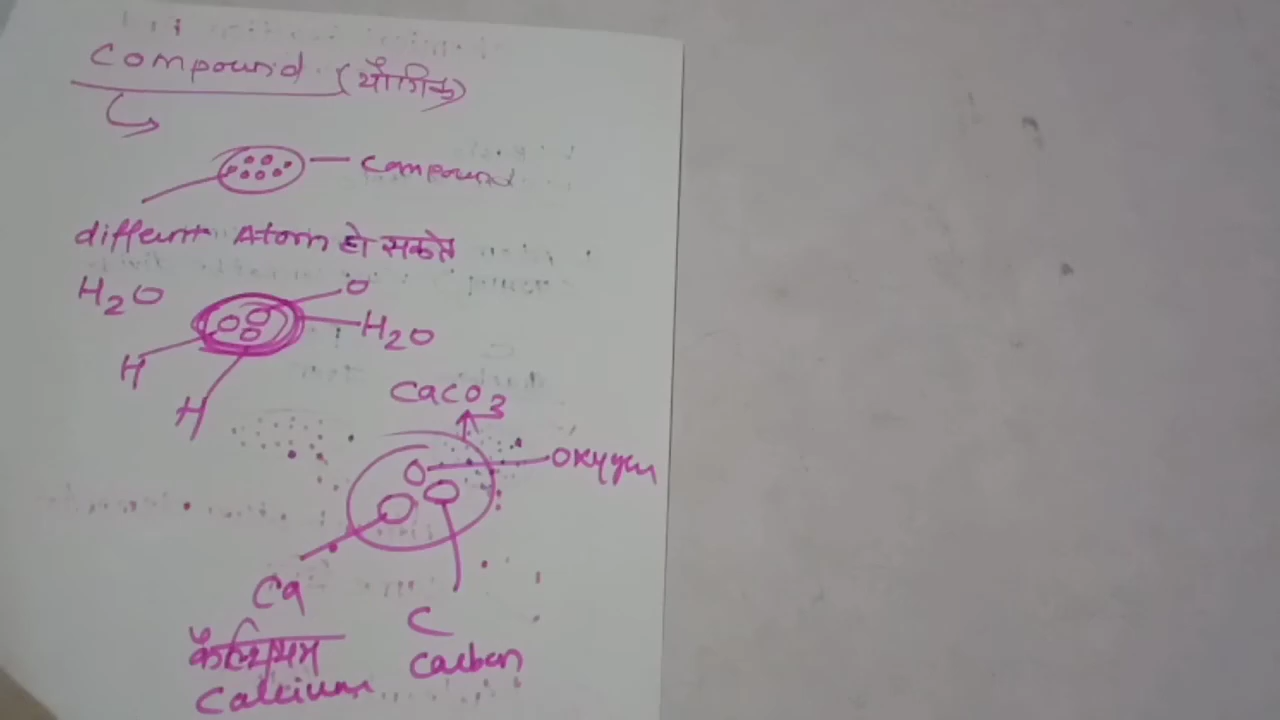 Compound (यौगिक)
Compound
different Atom हो सकते
H2O
O
H2O
H
H
CaCO3
Oxygen
Ca
C
कैल्शियम
Carbon
Calcium